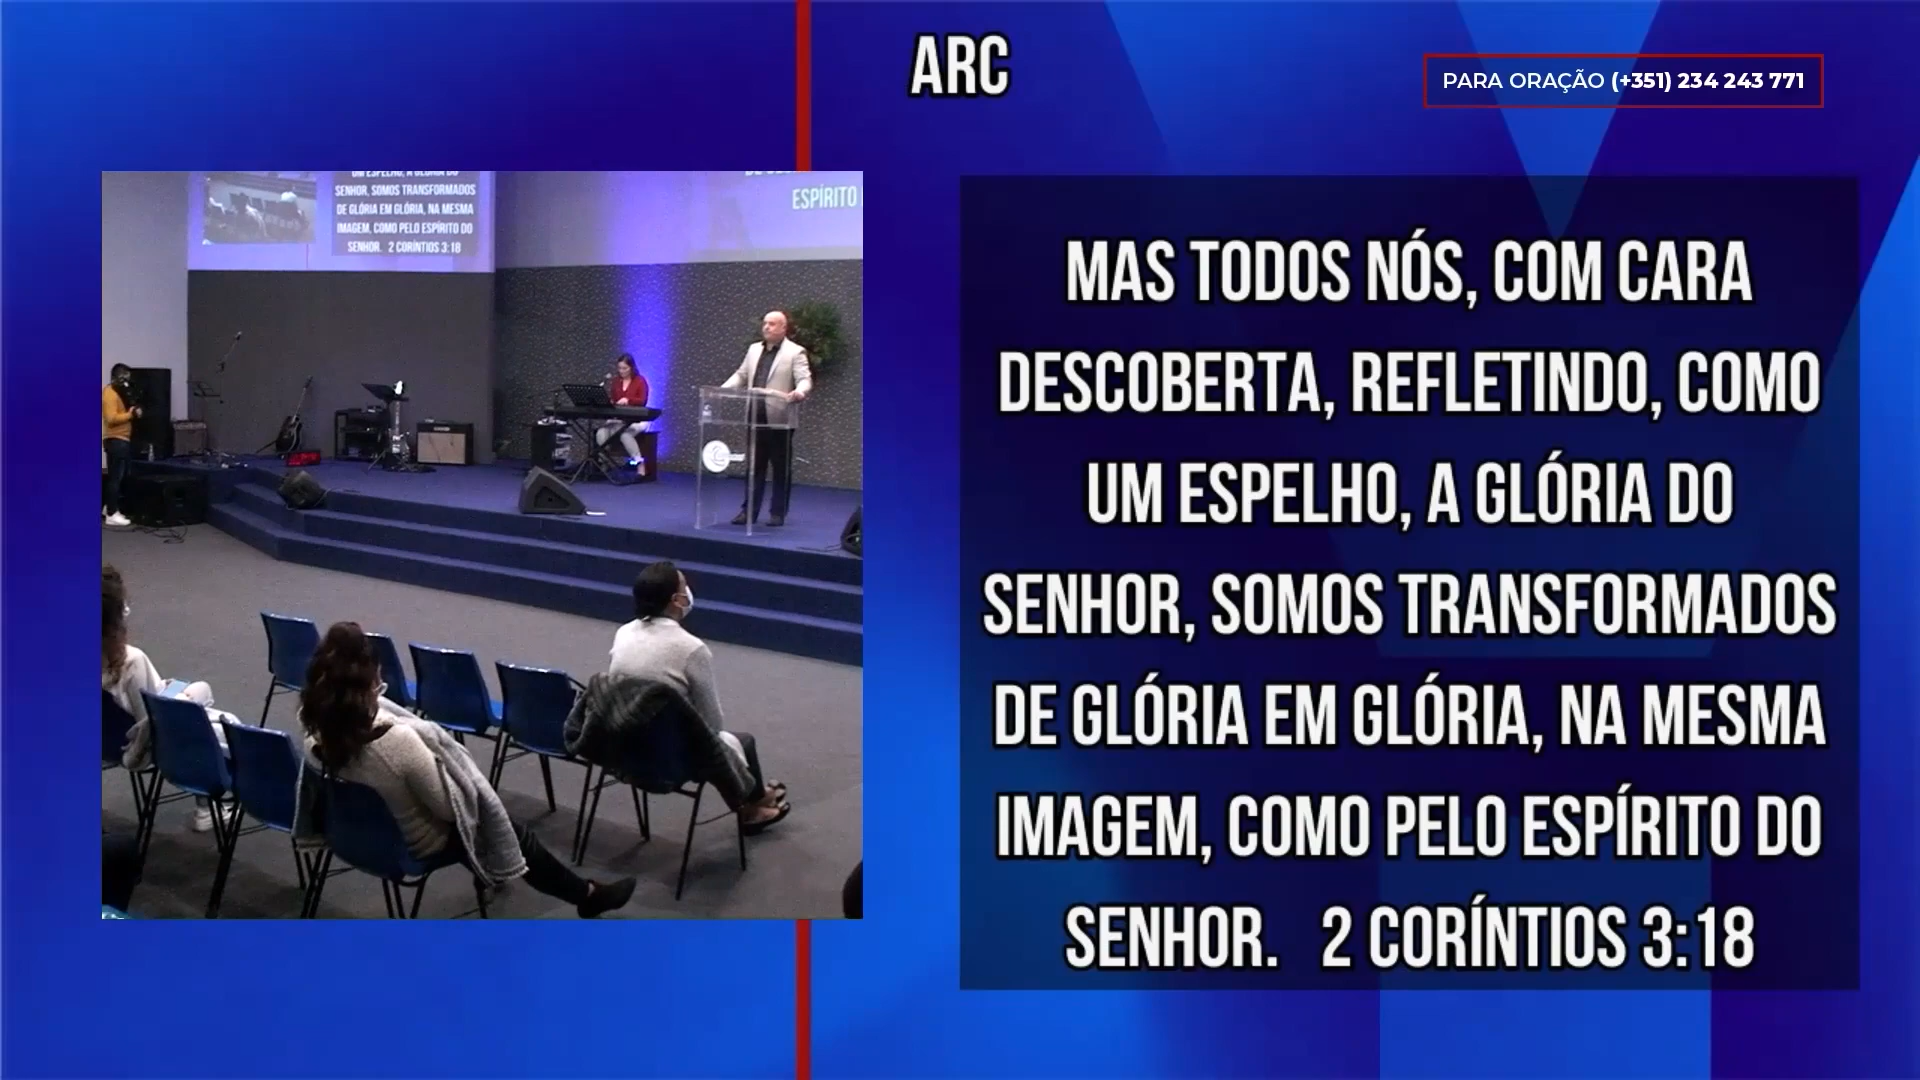 ARC
PARA ORAÇÃO (+351) 234 243 771
SENHOR, SOMOS TRANSFORMADOS
DE GLÓRIA EM GLÓRIA, NA MESMA
IMAGEM, COMO PELO ESPÍRITO DO
SENHOR. 2 CORÍNTIOS 3:18
ESPÍRITO
MAS TODOS NÓS, COM CARA
DESCOBERTA, REFLETINDO, COMO
UM ESPELHO, A GLÓRIA DO
SENHOR, SOMOS TRANSFORMADOS
DE GLÓRIA EM GLÓRIA, NA MESMA
IMAGEM, COMO PELO ESPÍRITO DO
SENHOR. 2 CORÍNTIOS 3:18